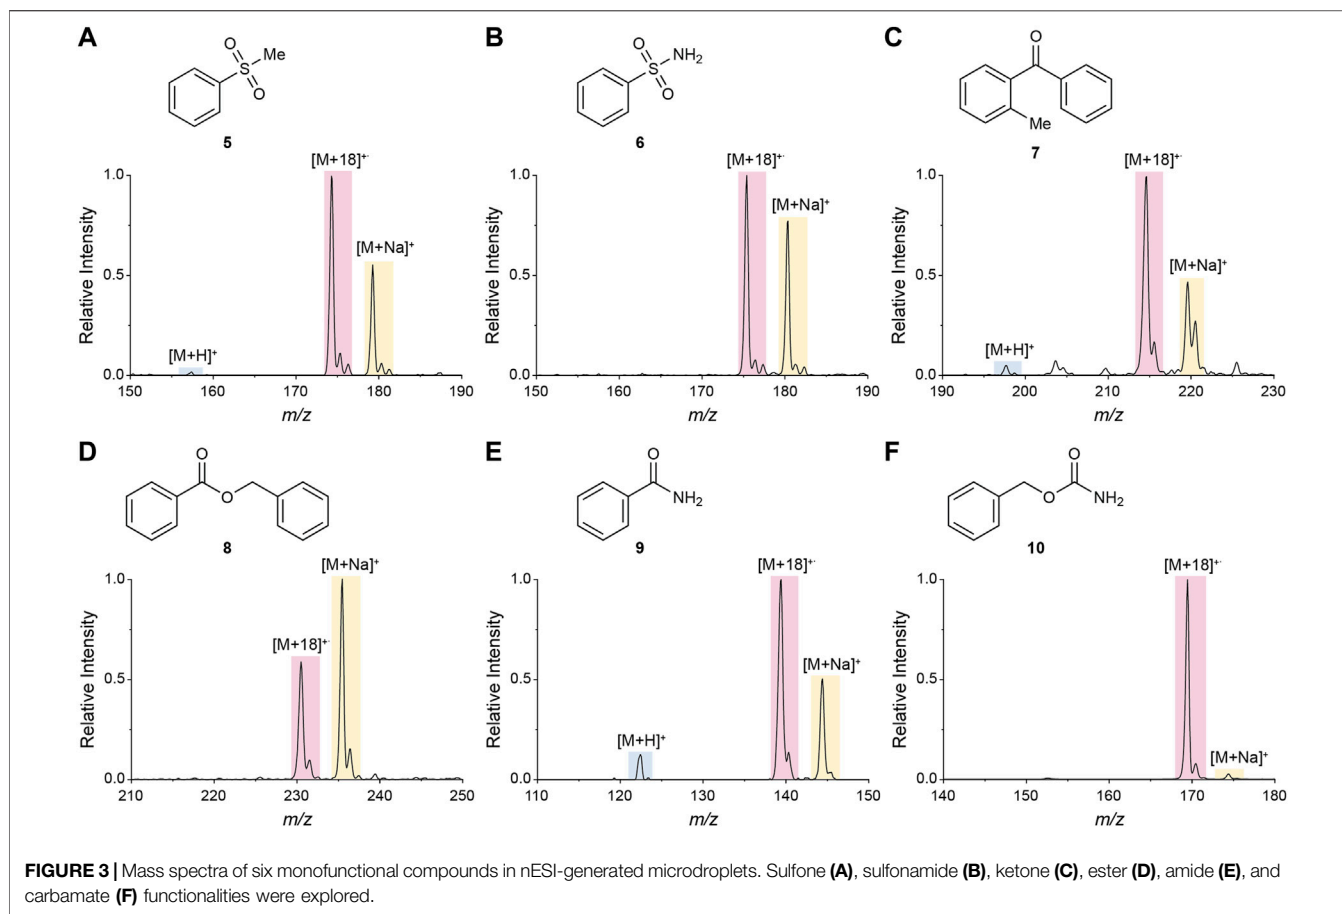 A
O
S
Me
O
5
[M+18]+·
[M+Na]+
[M+H]+
Relative Intensity
1.0
0.5
0.0
150 160 170 180 190
m/z
B
O
S
NH2
O
6
[M+18]+·
[M+Na]+
Relative Intensity
1.0
0.5
0.0
150 160 170 180 190
m/z
C
O
Me
7
[M+18]+·
[M+Na]+
[M+H]+
Relative Intensity
1.0
0.5
0.0
190 200 210 220 230
m/z
D
O
O
8
[M+Na]+
[M+18]+·
Relative Intensity
1.0
0.5
0.0
210 220 230 240 250
m/z
E
O
NH2
9
[M+18]+·
[M+Na]+
[M+H]+
Relative Intensity
1.0
0.5
0.0
110 120 130 140 150
m/z
F
O
O
NH2
10
[M+18]+·
[M+Na]+
Relative Intensity
1.0
0.5
0.0
140 150 160 170 180
m/z
FIGURE 3 | Mass spectra of six monofunctional compounds in nESI-generated microdroplets. Sulfone (A), sulfonamide (B), ketone (C), ester (D), amide (E), and
carbamate (F) functionalities were explored.